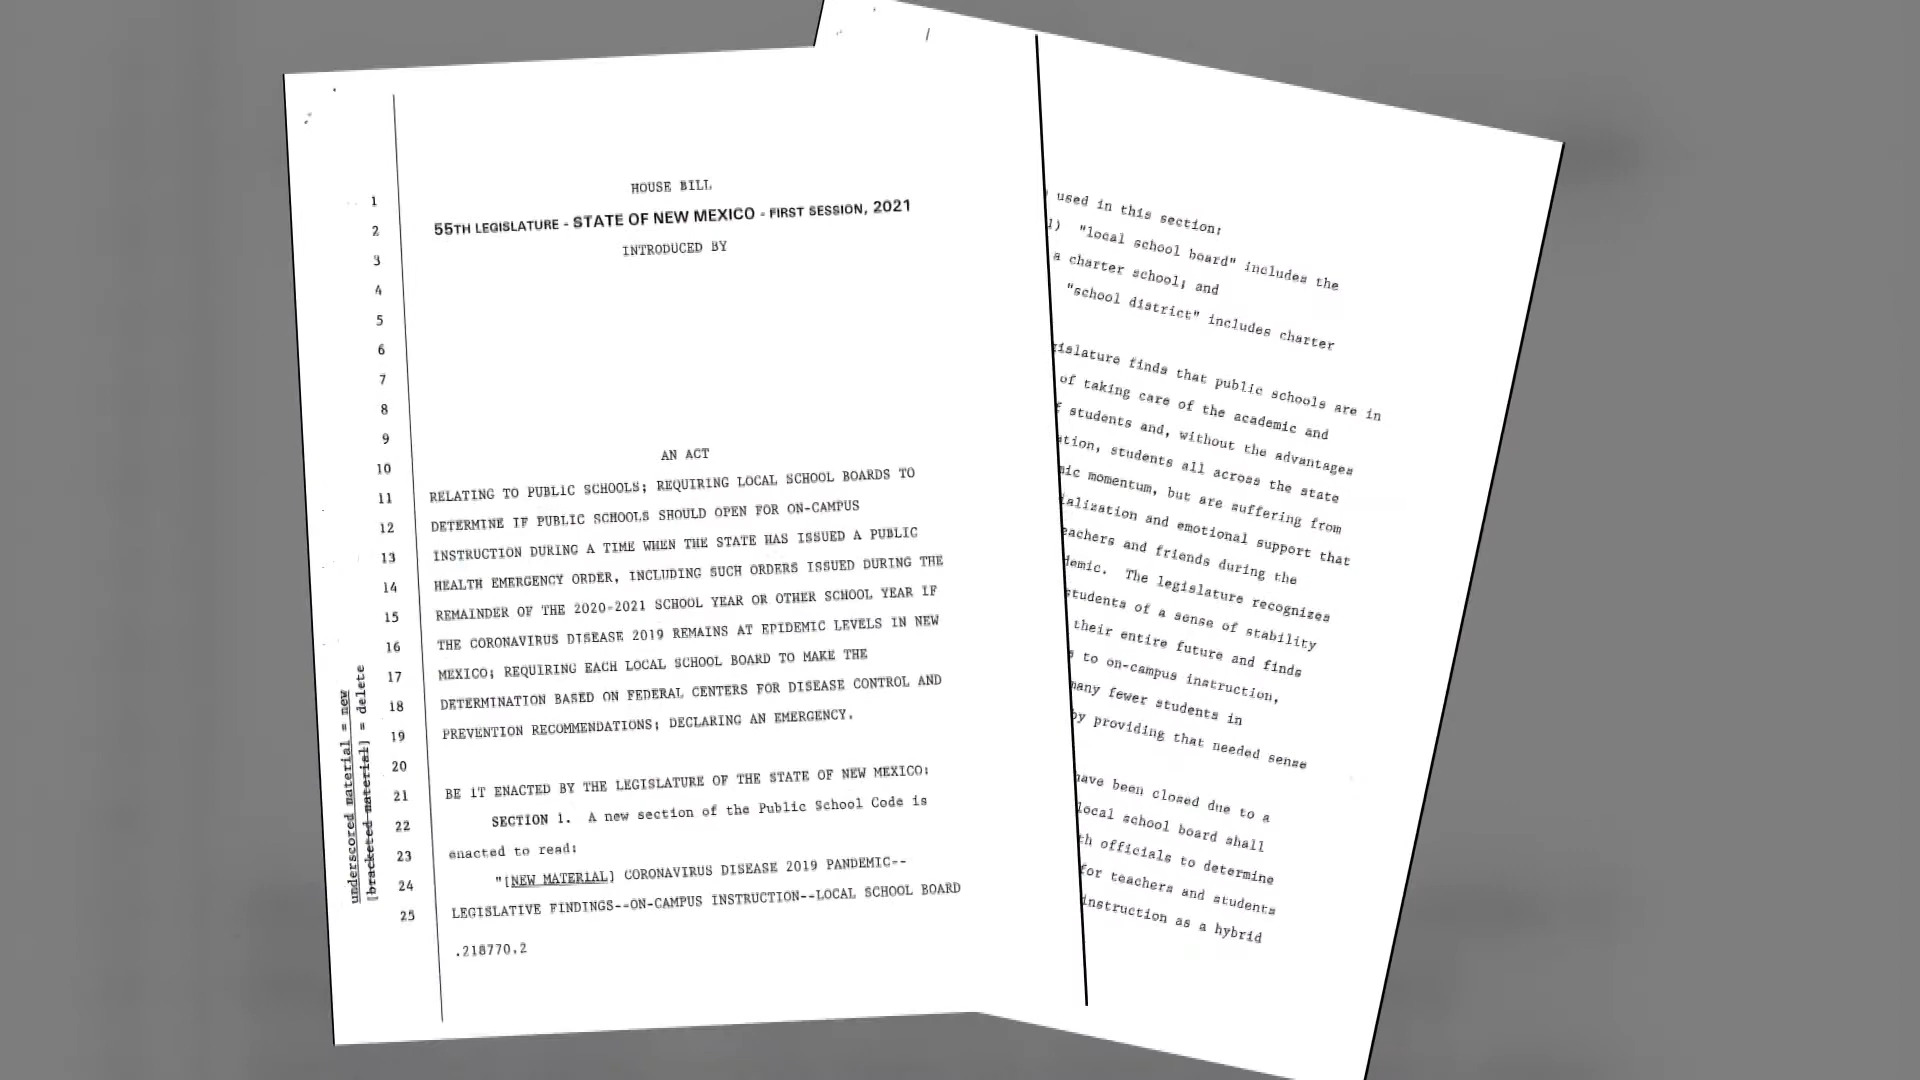 HOUSE BILL
55TH LEGISLATURE - STATE OF NEW MEXICO - FIRST SESSION, 2021
INTRODUCED BY
AN ACT
RELATING TO PUBLIC SCHOOLS; REQUIRING LOCAL SCHOOL BOARDS TO
DETERMINE IF PUBLIC SCHOOLS SHOULD OPEN FOR ON-CAMPUS
INSTRUCTION DURING A TIME WHEN THE STATE HAS ISSUED A PUBLIC
HEALTH EMERGENCY ORDER, INCLUDING SUCH ORDERS ISSUED DURING THE
REMAINDER OF THE 2020-2021 SCHOOL YEAR OR OTHER SCHOOL YEAR IF
THE CORONAVIRUS DISEASE 2019 REMAINS AT EPIDEMIC LEVELS IN NEW
MEXICO; REQUIRING EACH LOCAL SCHOOL BOARD TO MAKE THE
DETERMINATION BASED ON FEDERAL CENTERS FOR DISEASE CONTROL AND
PREVENTION RECOMMENDATIONS; DECLARING AN EMERGENCY.
BE IT ENACTED BY THE LEGISLATURE OF THE STATE OF NEW MEXICO:
SECTION 1. A new section of the Public School Code is
enacted to read:
"[NEW MATERIAL] CORONAVIRUS DISEASE 2019 PANDEMIC--
LEGISLATIVE FINDINGS--ON-CAMPUS INSTRUCTION--LOCAL SCHOOL BOARD
.218770.2
1
2
3
4
5
6
7
8
9
10
11
12
13
14
15
16
17
18
19
20
21
22
23
24
25
underscored material = new
[bracketed material] = delete
used in this section:
1) "local school board" includes the
a charter school; and
"school district" includes charter
gislature finds that public schools are in
of taking care of the academic and
f students and, without the advantages
ation, students all across the state
mic momentum, but are suffering from
ialization and emotional support that
eachers and friends during the
demic. The legislature recognizes
students of a sense of stability
their entire future and finds
s to on-campus instruction,
many fewer students in
by providing that needed sense
have been closed due to a
local school board shall
th officials to determine
for teachers and students
instruction as a hybrid